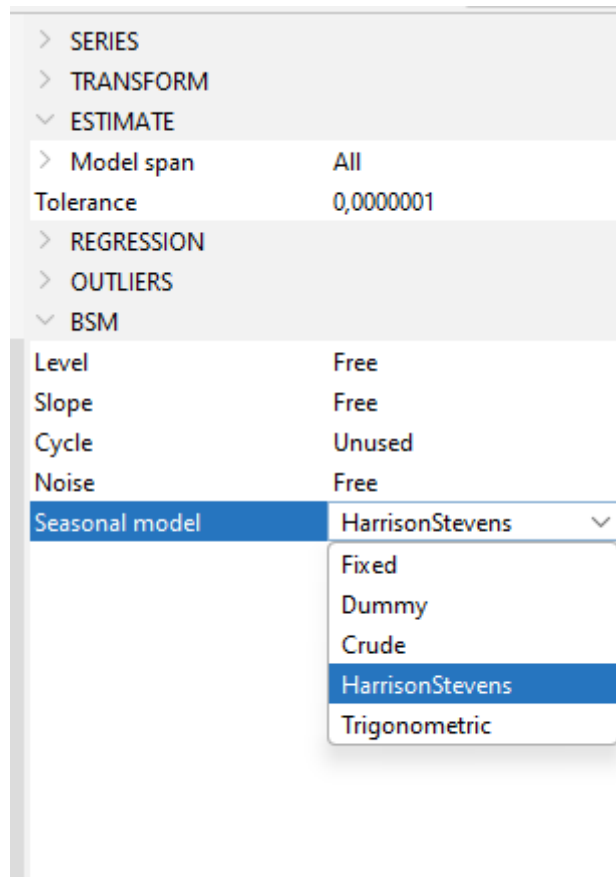 SERIES
TRANSFORM
ESTIMATE
Model span All
Tolerance 0,0000001
REGRESSION
OUTLIERS
BSM
Level Free
Slope Free
Cycle Unused
Noise Free
Seasonal model HarrisonStevens
Fixed
Dummy
Crude
HarrisonStevens
Trigonometric